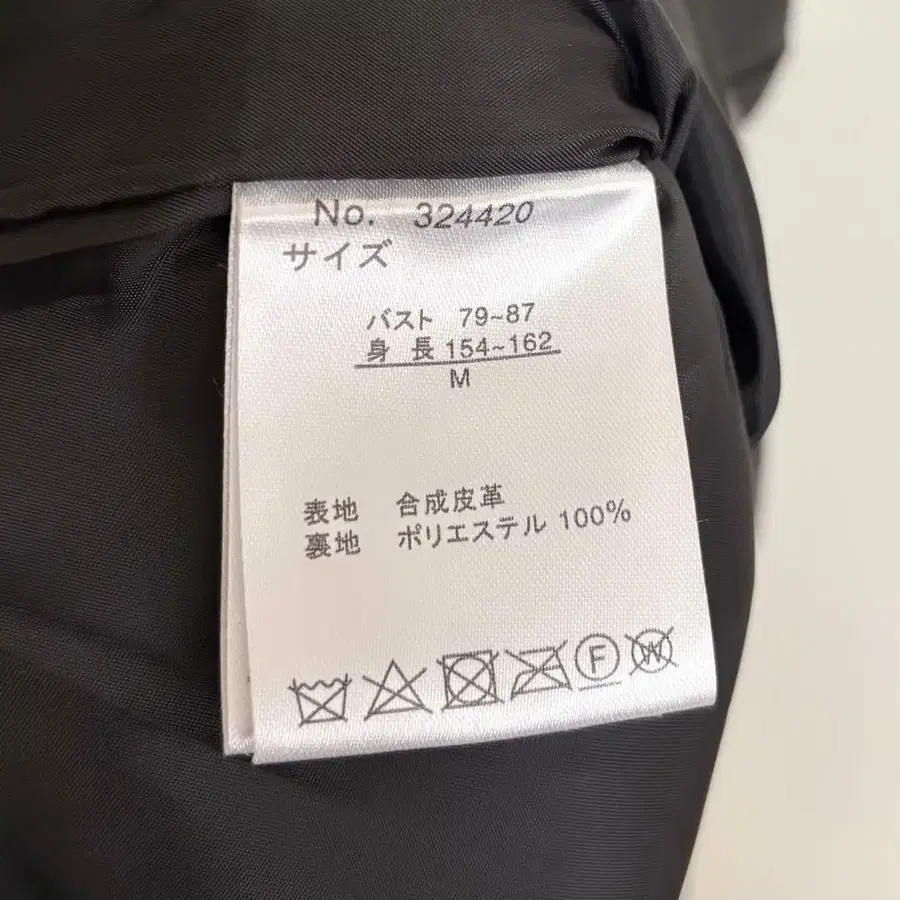 No. 324420
サイズ
バスト 79~87
身 長 154~162
M
表地 合成皮革
裏地 ポリエステル 100%
F W